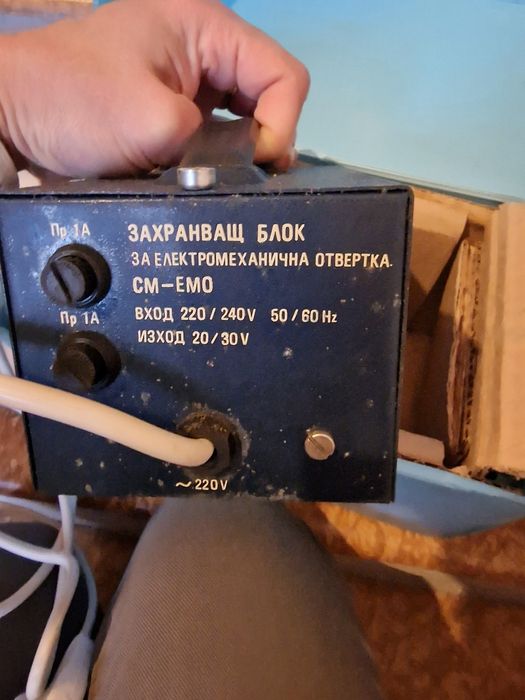 Пр 1А
ЗАХРАНВАЩ БЛОК
ЗА ЕЛЕКТРОМЕХАНИЧНА ОТВЕРТКА
СМ-ЕМО
Пр 1А
ВХОД 220/240V 50/60 Hz
ИЗХОД 20/30V
~220V